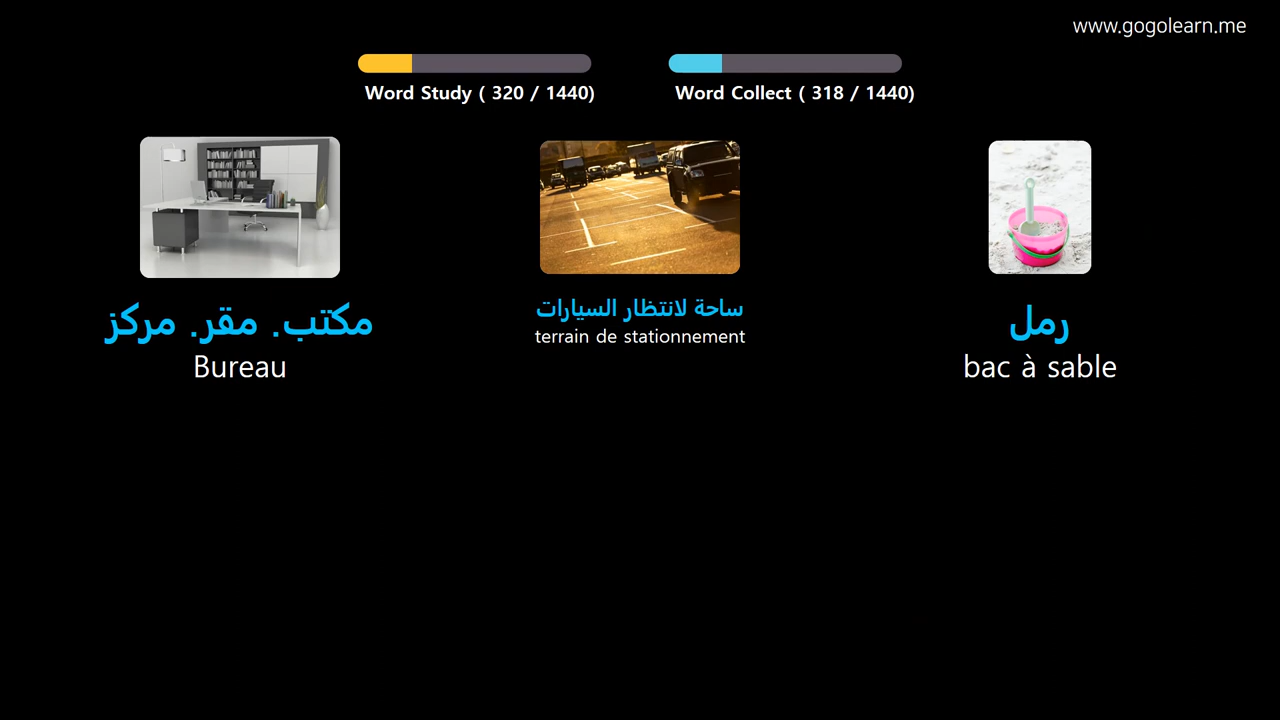 www.gogolearn.me
Word Study ( 320 / 1440)
Word Collect ( 318 / 1440)
مكتب. مقر. مركز
Bureau
ساحة لانتظار السيارات
terrain de stationnement
رمل
bac à sable